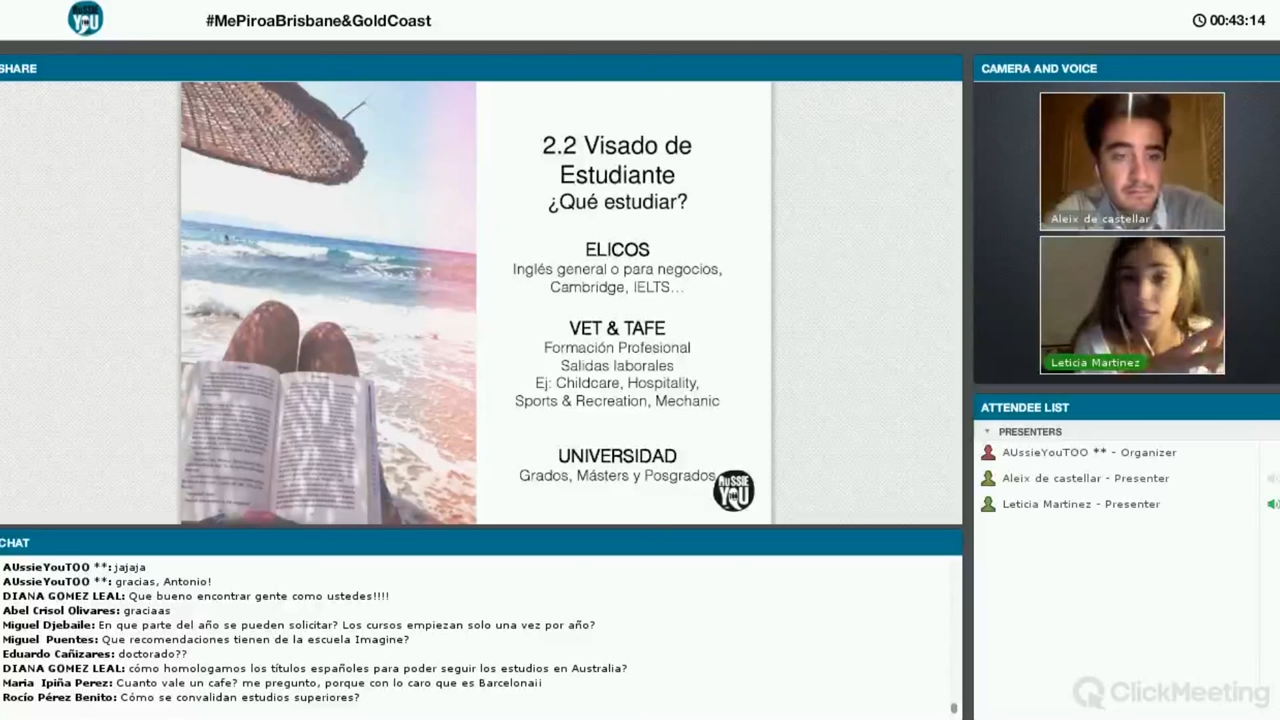 AUSSIE
YOU
#MePiroaBrisbane&GoldCoast
00:43:14
SHARE
CAMERA AND VOICE
2.2 Visado de
Estudiante
¿Qué estudiar?
ELICOS
Inglés general o para negocios,
Cambridge, IELTS...
VET & TAFE
Formación Profesional
Salidas laborales
Ej: Childcare, Hospitality,
Sports & Recreation, Mechanic
UNIVERSIDAD
Grados, Másters y Posgrados
AUSSIE
YOU
Aleix de castellar
Leticia Martinez
ATTENDEE LIST
PRESENTERS
AUssieYouTOO ** - Organizer
Aleix de castellar - Presenter
Leticia Martinez - Presenter
CHAT
AUssieYouTOO **: jajaja
AUssieYouTOO **: gracias, Antonio!
DIANA GOMEZ LEAL: Que bueno encontrar gente como ustedes!!!!
Abel Crisol Olivares: graciaas
Miguel Djebaile: En que parte del año se pueden solicitar? Los cursos empiezan solo una vez por año?
Miguel Puentes: Que recomendaciones tienen de la escuela Imagine?
Eduardo Cañizares: doctorado??
DIANA GOMEZ LEAL: cómo homologamos los títulos españoles para poder seguir los estudios en Australia?
Maria Ipiña Perez: Cuanto vale un cafe? me pregunto, porque con lo caro que es Barcelona¡¡
Rocío Pérez Benito: Cómo se convalidan estudios superiores?
ClickMeeting